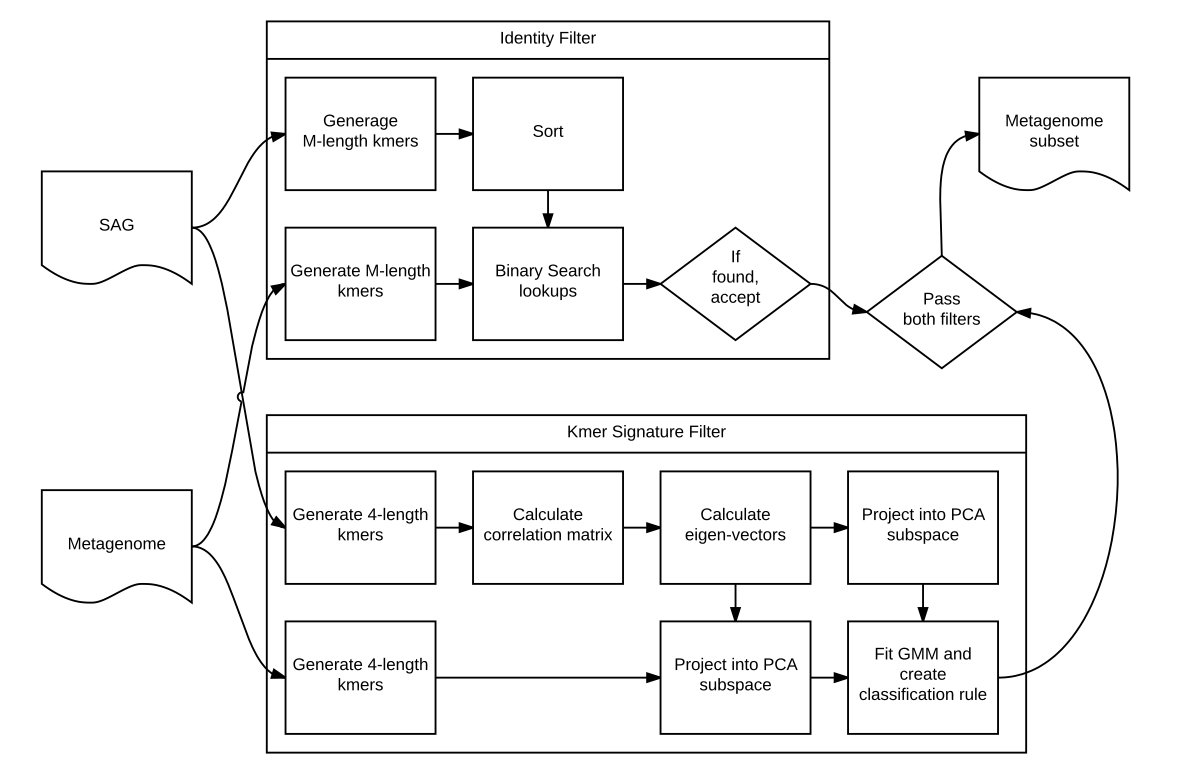 Identity Filter
Generage
M-length kmers
Sort
Metagenome
subset
SAG
Generate M-length
kmers
Binary Search
lookups
If
found,
accept
Pass
both filters
Kmer Signature Filter
Metagenome
Generate 4-length
kmers
Calculate
correlation matrix
Calculate
eigen-vectors
Project into PCA
subspace
Generate 4-length
kmers
Project into PCA
subspace
Fit GMM and
create
classification rule